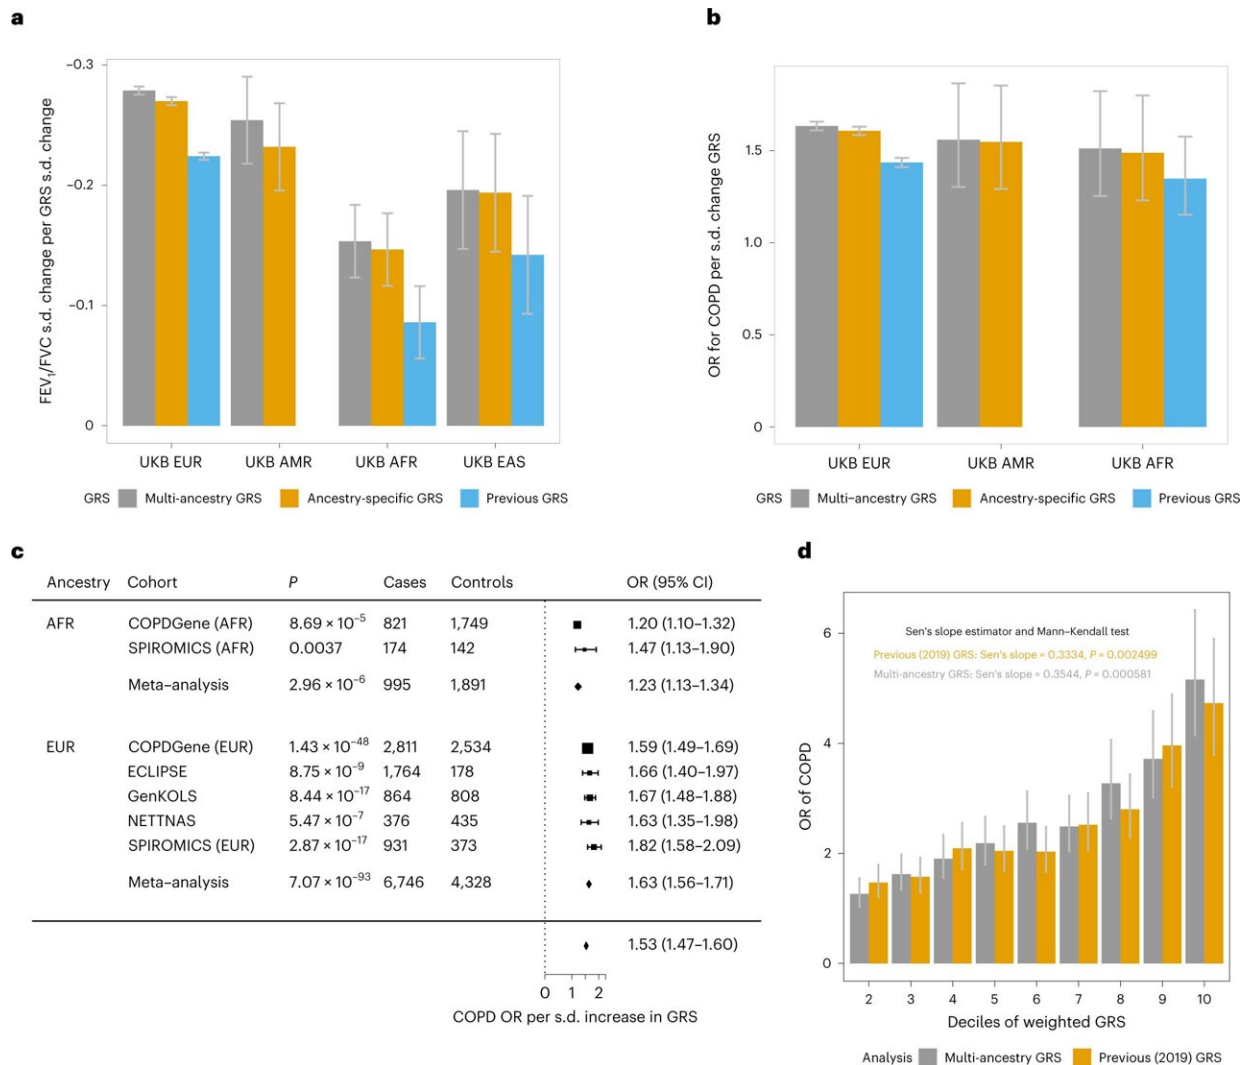 a
FEV₁/FVC s.d. change per GRS s.d. change
–0.3
–0.2
–0.1
0
UKB EUR UKB AMR UKB AFR UKB EAS
GRS Multi-ancestry GRS Ancestry-specific GRS Previous GRS
b
OR for COPD per s.d. change GRS
1.5
1.0
0.5
0
UKB EUR UKB AMR UKB AFR
GRS Multi–ancestry GRS Ancestry-specific GRS Previous GRS
c
Ancestry Cohort P Cases Controls OR (95% CI)
AFR COPDGene (AFR) 8.69 × 10⁻⁵ 821 1,749 1.20 (1.10–1.32)
SPIROMICS (AFR) 0.0037 174 142 1.47 (1.13–1.90)
Meta–analysis 2.96 × 10⁻⁶ 995 1,891 1.23 (1.13–1.34)
EUR COPDGene (EUR) 1.43 × 10⁻⁴⁸ 2,811 2,534 1.59 (1.49–1.69)
ECLIPSE 8.75 × 10⁻⁹ 1,764 178 1.66 (1.40–1.97)
GenKOLS 8.44 × 10⁻¹⁷ 864 808 1.67 (1.48–1.88)
NETTNAS 5.47 × 10⁻⁷ 376 435 1.63 (1.35–1.98)
SPIROMICS (EUR) 2.87 × 10⁻¹⁷ 931 373 1.82 (1.58–2.09)
Meta–analysis 7.07 × 10⁻⁹³ 6,746 4,328 1.63 (1.56–1.71)
1.53 (1.47–1.60)
0 1 2
COPD OR per s.d. increase in GRS
d
OR of COPD
6
4
2
0
Sen's slope estimator and Mann–Kendall test
Previous (2019) GRS: Sen's slope = 0.3334, P = 0.002499
Multi-ancestry GRS: Sen's slope = 0.3544, P = 0.000581
2 3 4 5 6 7 8 9 10
Deciles of weighted GRS
Analysis Multi-ancestry GRS Previous (2019) GRS